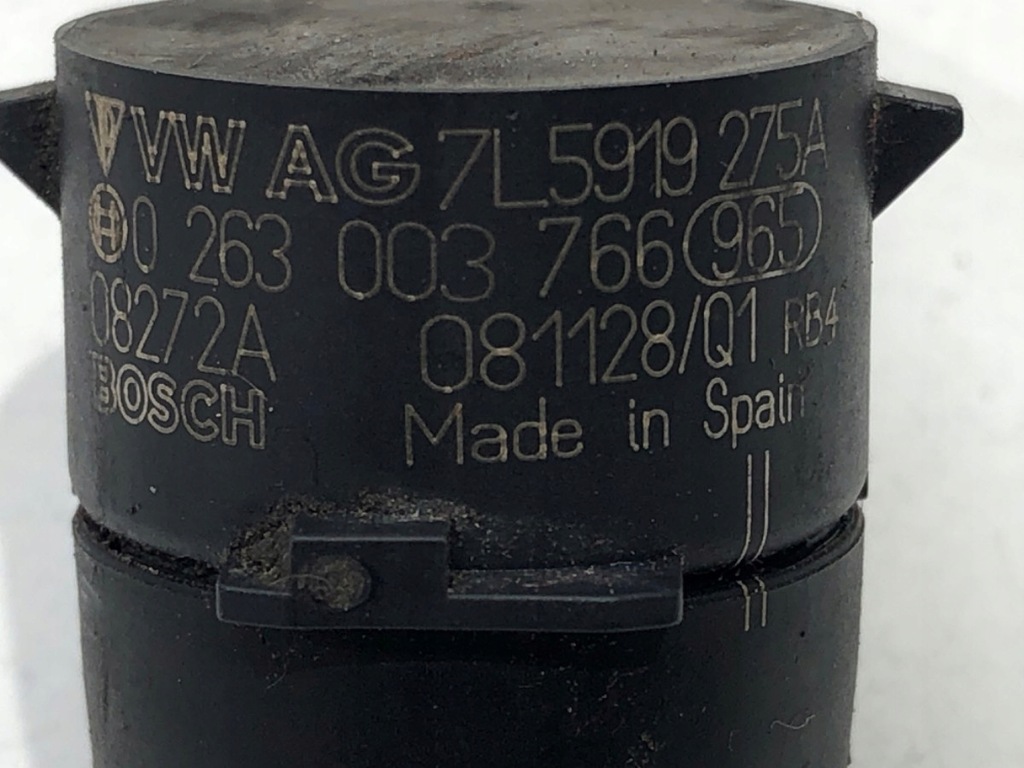 VW AG 7L5919 275A
0 263 003 766 965
08272A 081128/Q1 RB4
BOSCH Made in Spain